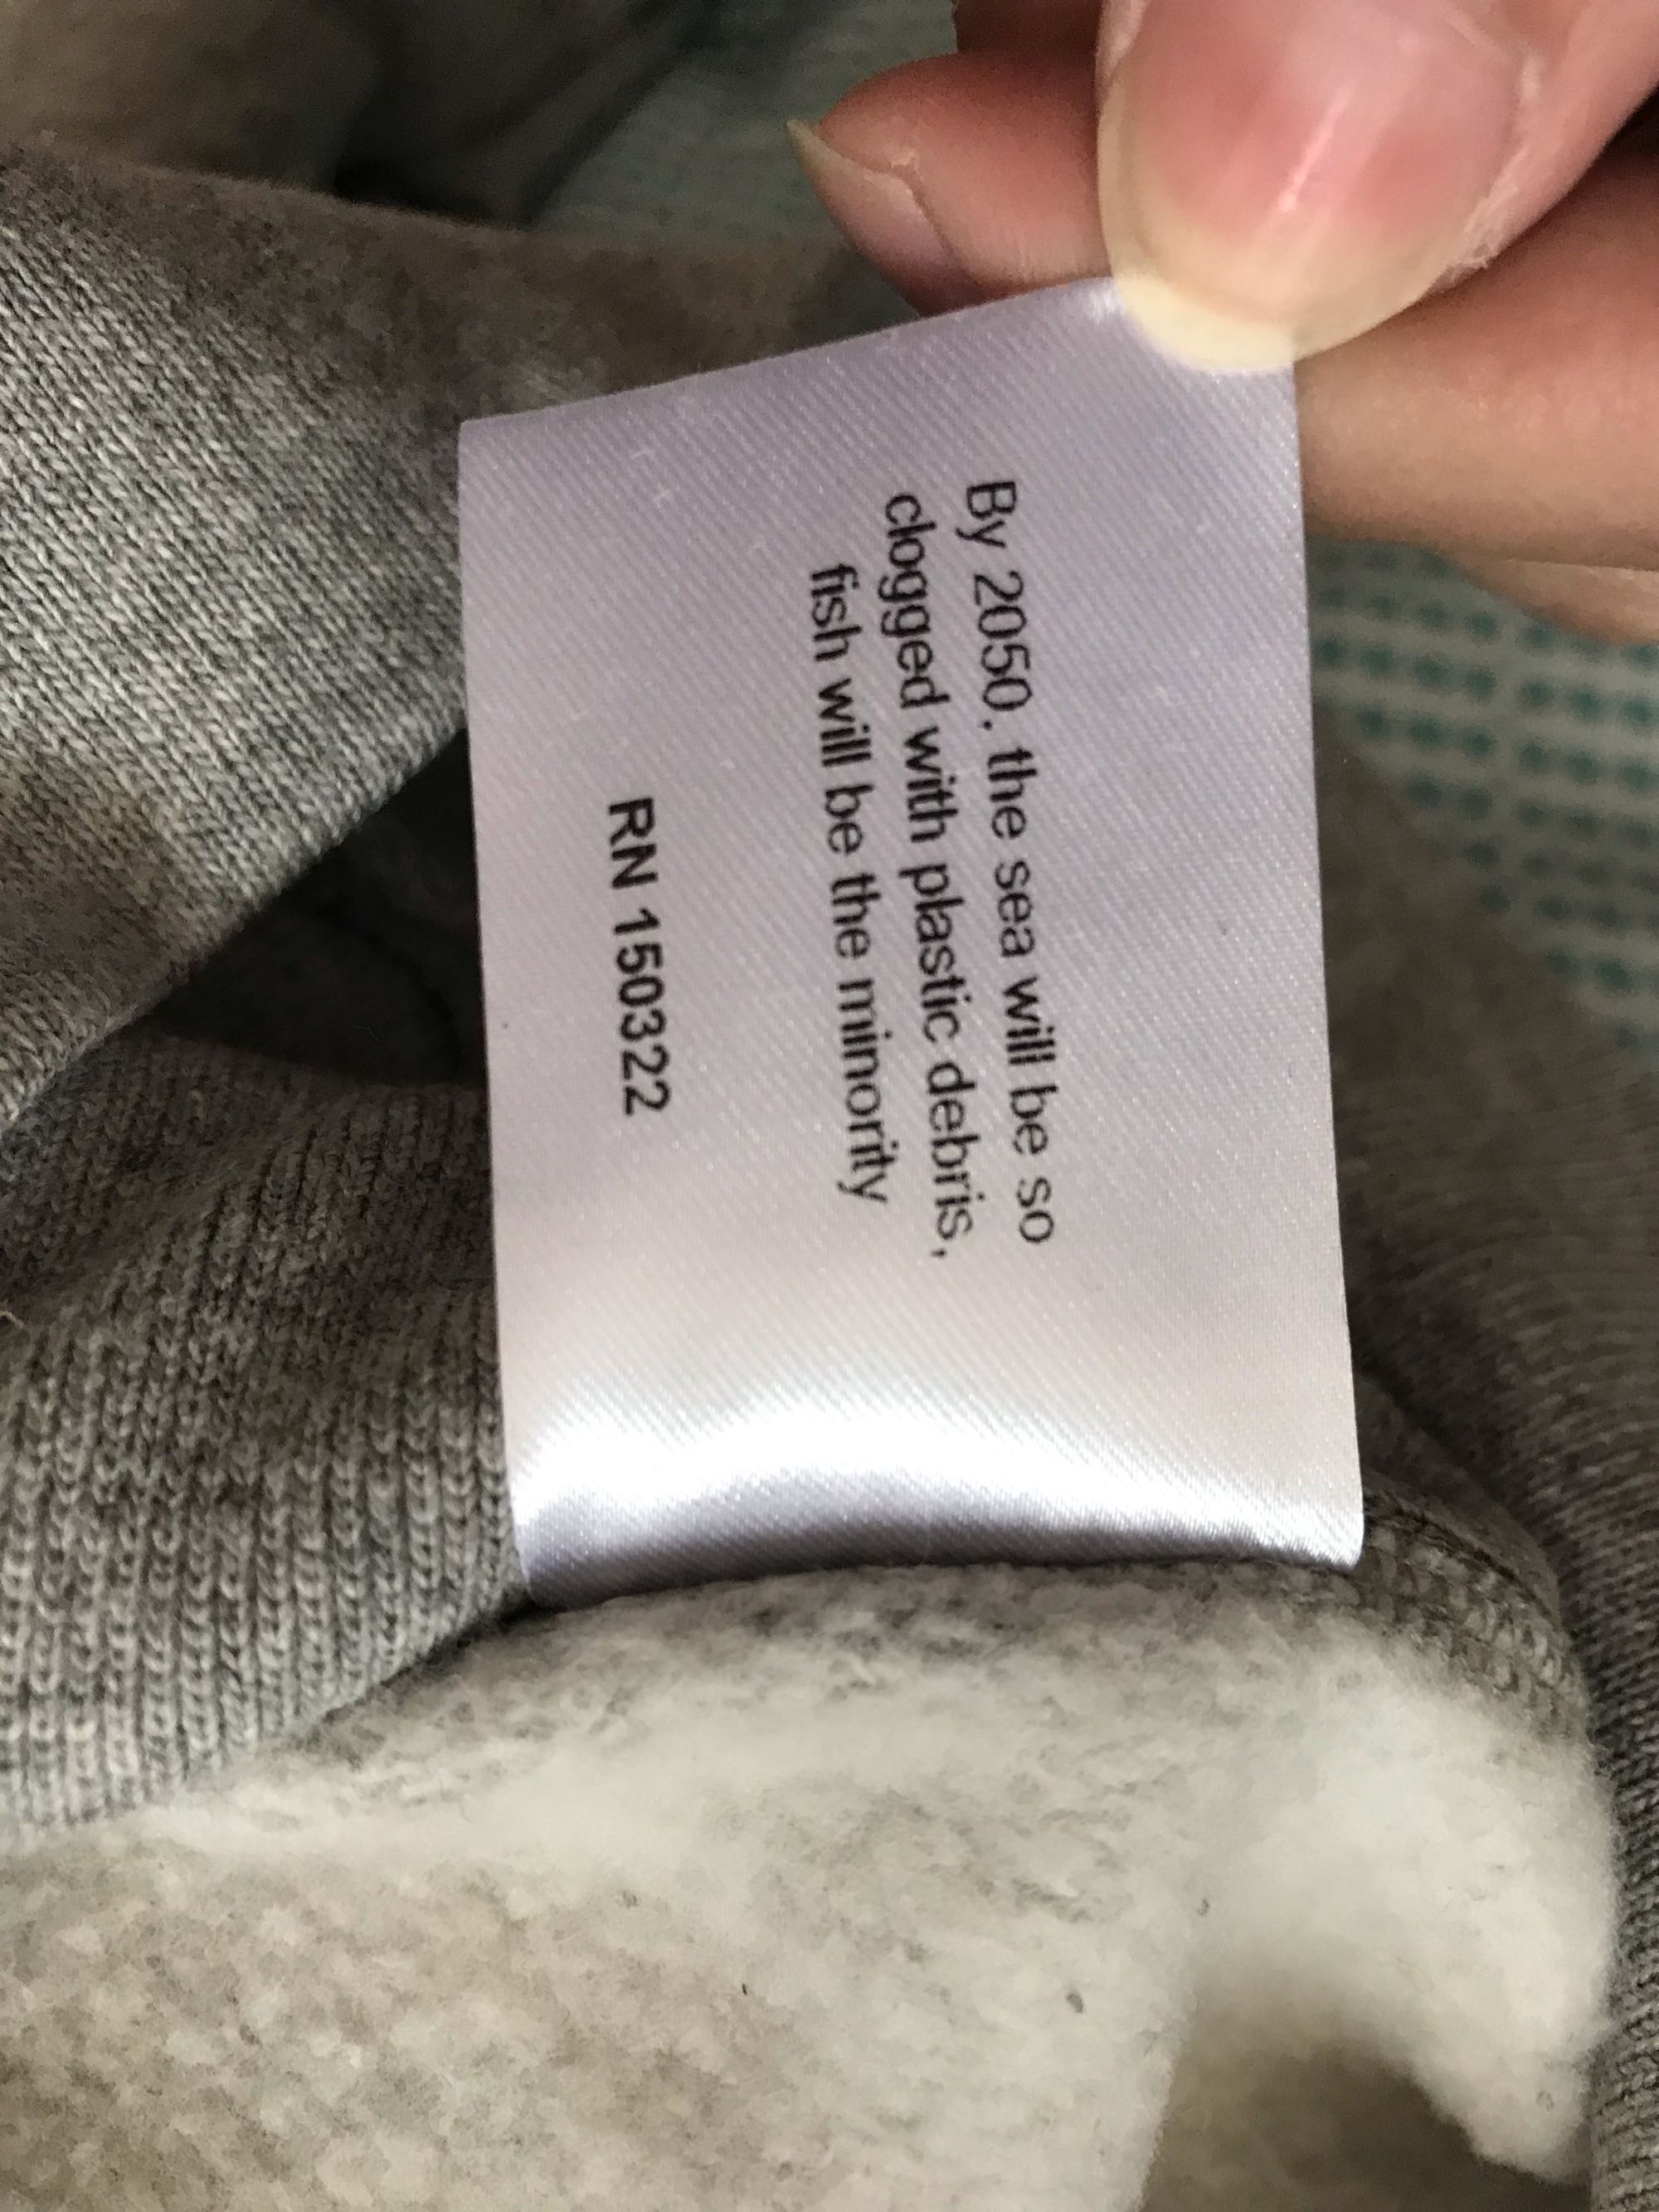 By 2050, the sea will be so
clogged with plastic debris,
fish will be the minority
RN 150322